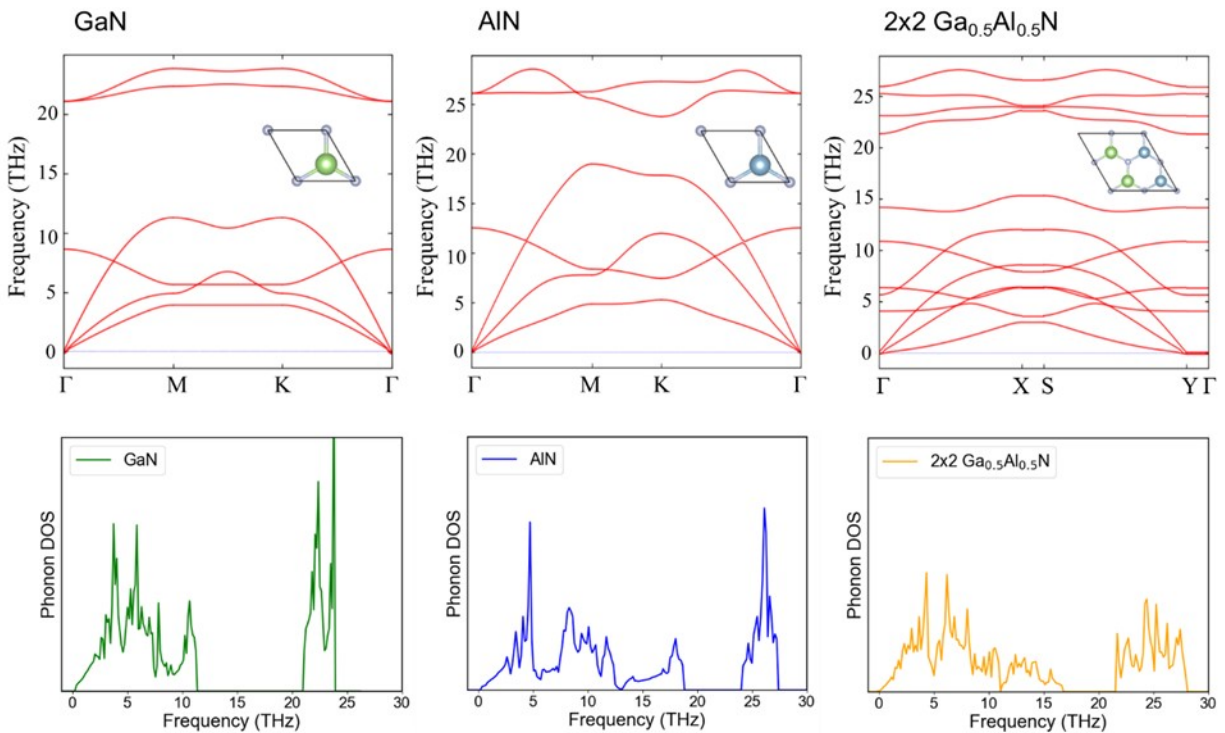 GaN
AlN
2x2 Ga0.5Al0.5N
Frequency (THz)
20
15
10
5
0
Γ M K Γ
Frequency (THz)
25
20
15
10
5
0
Γ M K Γ
Frequency (THz)
25
20
15
10
5
0
Γ X S Y Γ
Phonon DOS
GaN
0 5 10 15 20 25 30
Frequency (THz)
Phonon DOS
AlN
0 5 10 15 20 25 30
Frequency (THz)
Phonon DOS
2x2 Ga0.5Al0.5N
0 5 10 15 20 25 30
Frequency (THz)